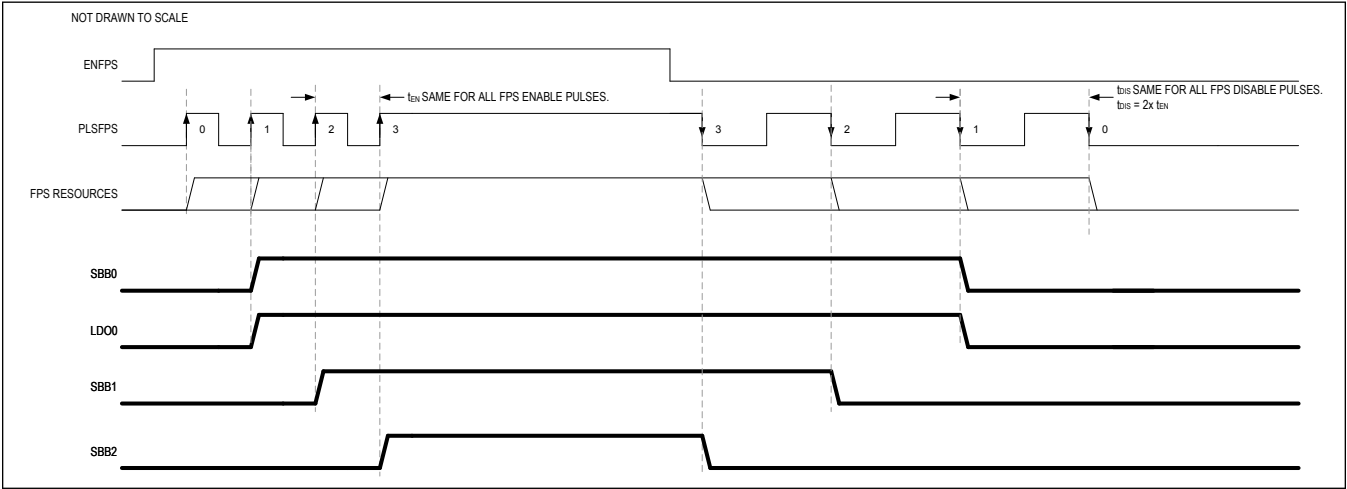 NOT DRAWN TO SCALE
ENFPS
tEN SAME FOR ALL FPS ENABLE PULSES.
tDIS SAME FOR ALL FPS DISABLE PULSES.
tDIS = 2x tEN
PLSFPS
0 1 2 3 3 2 1 0
FPS RESOURCES
SBB0
LDO0
SBB1
SBB2